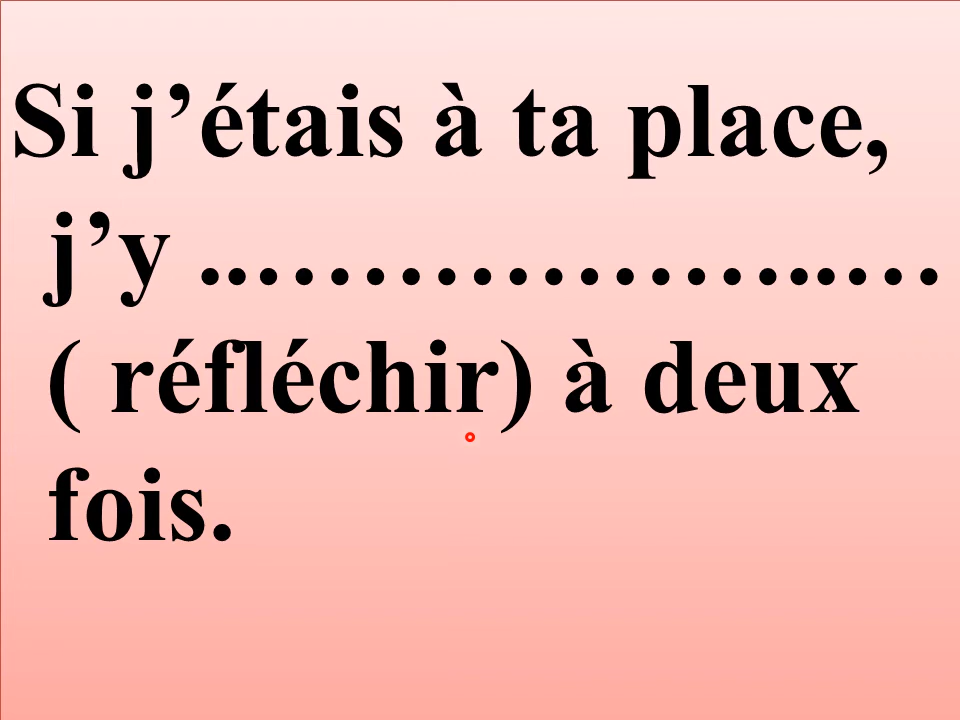 Si j’étais à ta place,
j’y ..………………..…
( réfléchir) à deux
fois.